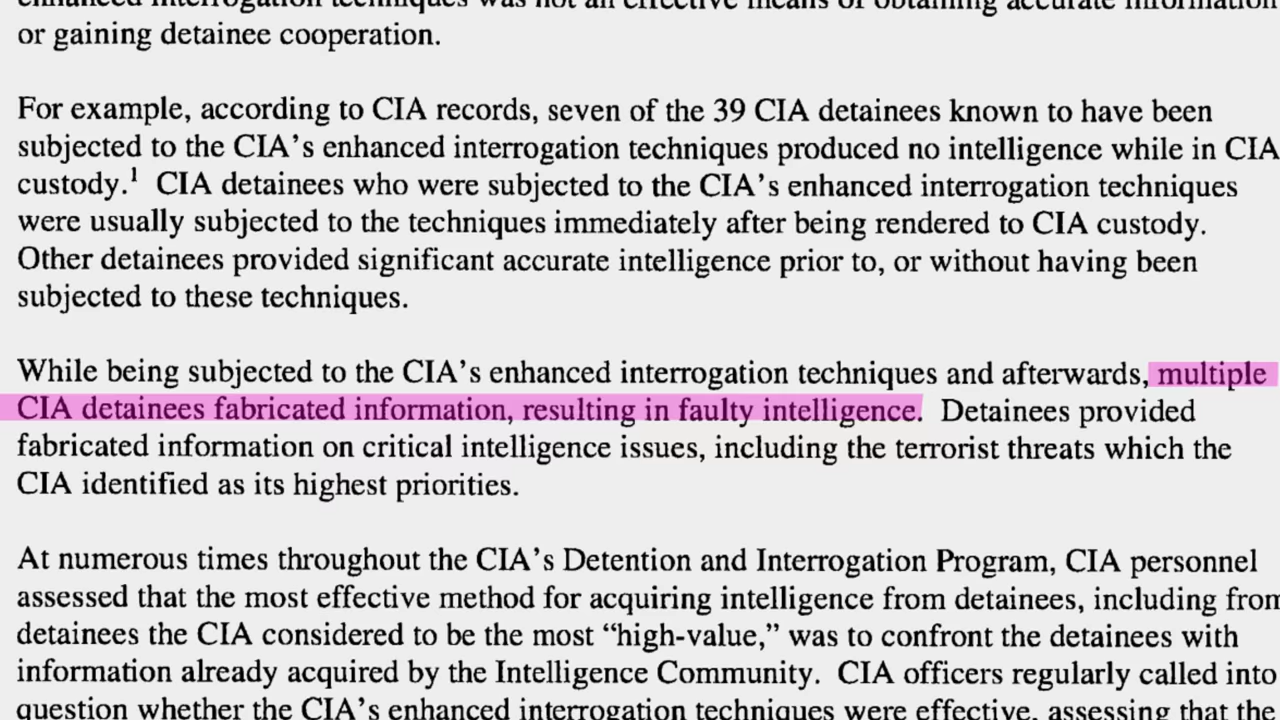 enhanced interrogation techniques was not an effective means of obtaining accurate information
or gaining detainee cooperation.
For example, according to CIA records, seven of the 39 CIA detainees known to have been
subjected to the CIA's enhanced interrogation techniques produced no intelligence while in CIA
custody.¹ CIA detainees who were subjected to the CIA's enhanced interrogation techniques
were usually subjected to the techniques immediately after being rendered to CIA custody.
Other detainees provided significant accurate intelligence prior to, or without having been
subjected to these techniques.
While being subjected to the CIA's enhanced interrogation techniques and afterwards, multiple
CIA detainees fabricated information, resulting in faulty intelligence. Detainees provided
fabricated information on critical intelligence issues, including the terrorist threats which the
CIA identified as its highest priorities.
At numerous times throughout the CIA's Detention and Interrogation Program, CIA personnel
assessed that the most effective method for acquiring intelligence from detainees, including from
detainees the CIA considered to be the most “high-value,” was to confront the detainees with
information already acquired by the Intelligence Community. CIA officers regularly called into
question whether the CIA's enhanced interrogation techniques were effective, assessing that the